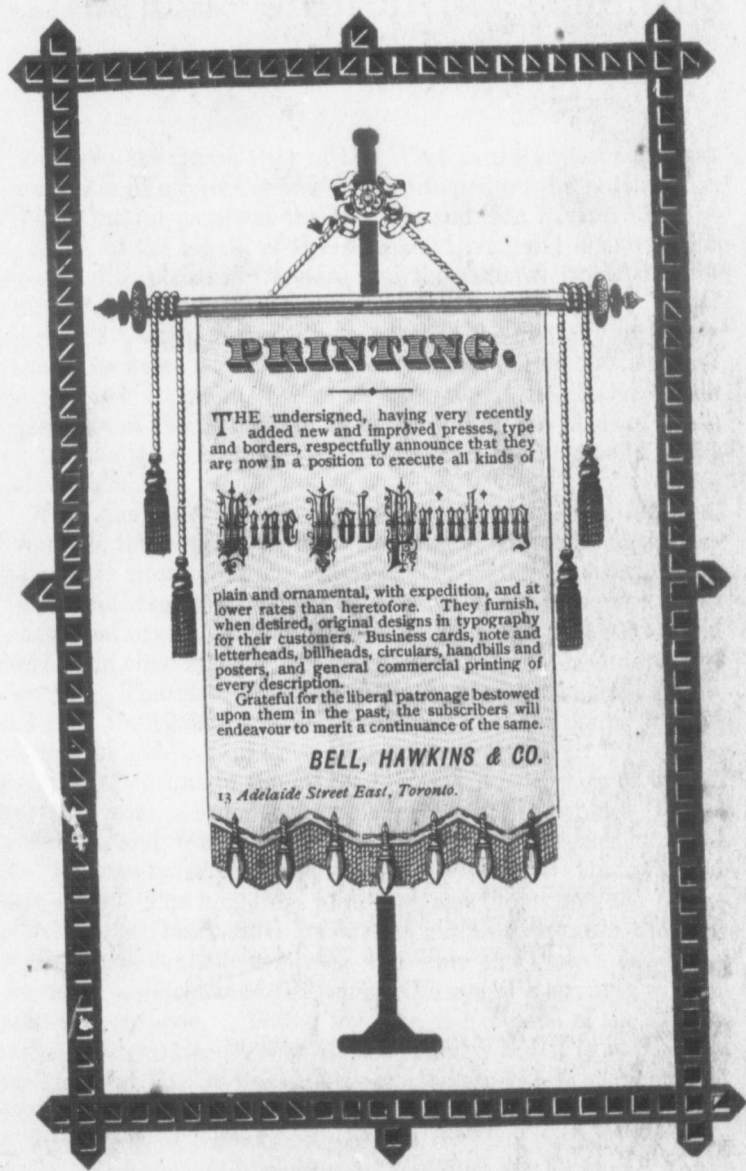 PRINTING.
THE undersigned, having very recently
added new and improved presses, type
and borders, respectfully announce that they
are now in a position to execute all kinds of
Fine Job Printing
plain and ornamental, with expedition, and at
lower rates than heretofore. They furnish,
when desired, original designs in typography
for their customers. Business cards, note and
letterheads, billheads, circulars, handbills and
posters, and general commercial printing of
every description.
Grateful for the liberal patronage bestowed
upon them in the past, the subscribers will
endeavour to merit a continuance of the same.
BELL, HAWKINS & CO.
13 Adelaide Street East, Toronto.